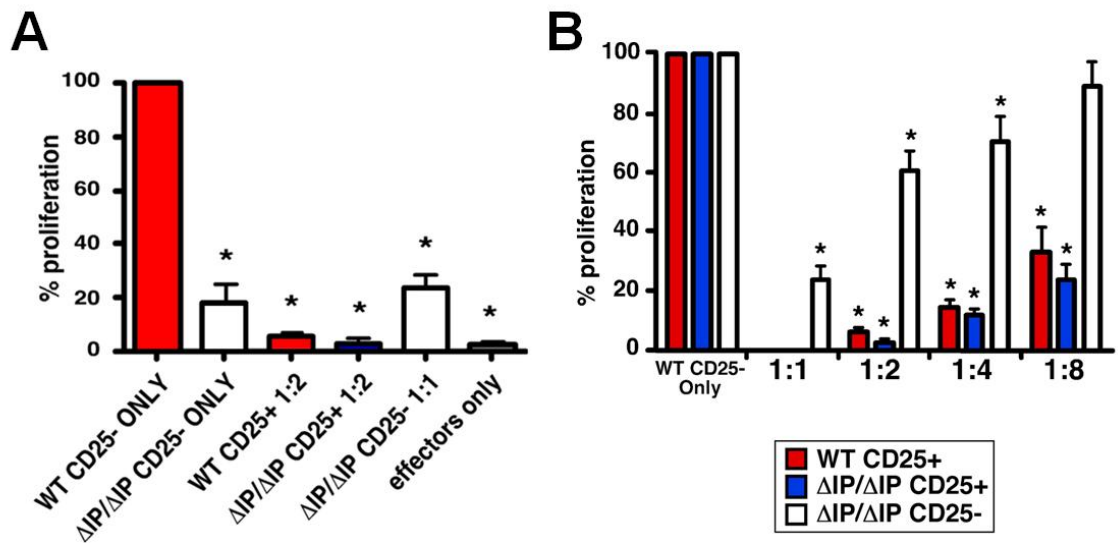 A
% proliferation
100
80
60
40
20
0
*
*
*
*
*
WT CD25- ONLY
ΔIP/ΔIP CD25- ONLY
WT CD25+ 1:2
ΔIP/ΔIP CD25+ 1:2
ΔIP/ΔIP CD25- 1:1
effectors only
B
% proliferation
100
80
60
40
20
0
*
*
*
*
*
*
*
*
*
WT CD25-
Only
1:1
1:2
1:4
1:8
WT CD25+
ΔIP/ΔIP CD25+
ΔIP/ΔIP CD25-